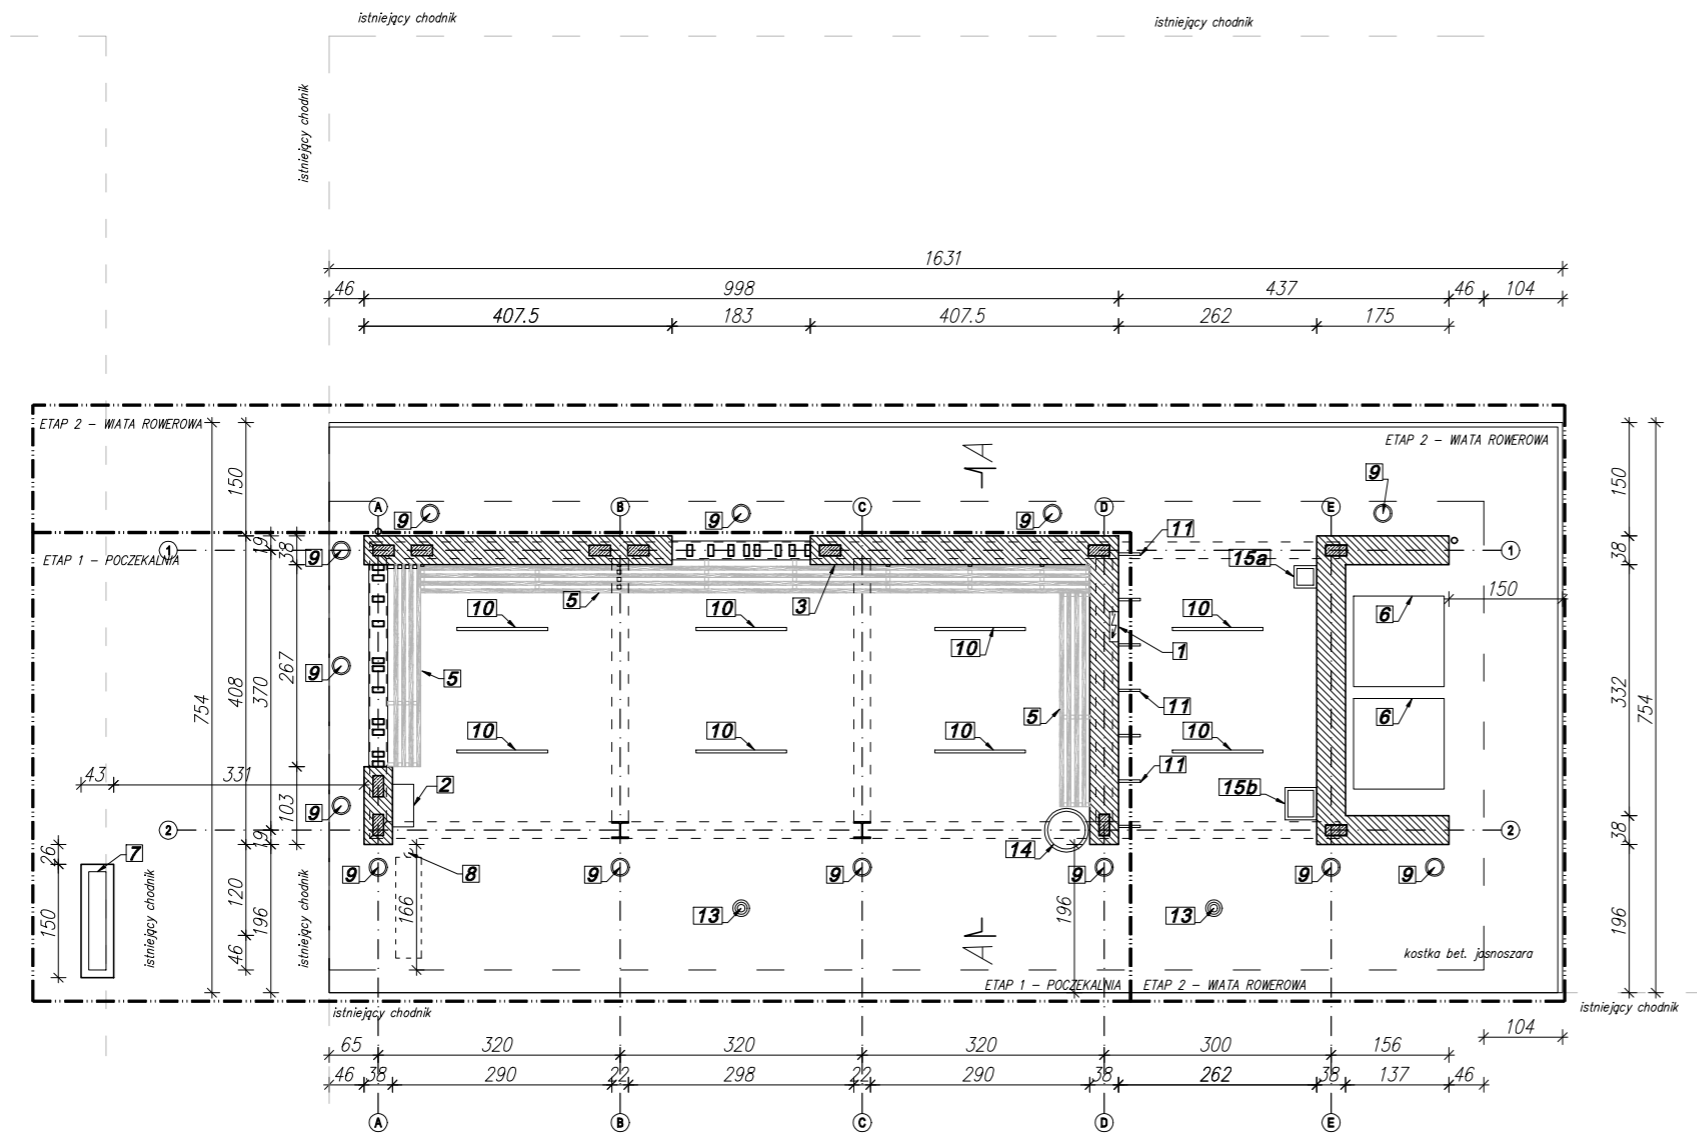 istniejący chodnik
istniejący chodnik
istniejący chodnik
1631
46 998 437 46 104
407.5 183 407.5 262 175
ETAP 2 - WIATA ROWEROWA
ETAP 2 - WIATA ROWEROWA
A
9
9 9 9
A B C D E
1 1
11
ETAP 1 - POCZEKALNIA
9
15a
5 3
10 10 10 10
10
6
150
1
9
5
11
5
6
10 10 10 10
11
2
15b
9
2 2
14
7
8
9 9 9 9 9 9
13 13
A
150
754
408
120
46
19
370
19
196
38
267
103
43
331
26
150
166
196
150
38
332
38
196
754
istniejący chodnik
istniejący chodnik
kostka bet. jasnoszara
ETAP 1 - POCZEKALNIA ETAP 2 - WIATA ROWEROWA
istniejący chodnik
istniejący chodnik
104
65 320 320 320 300 156
46 38 290 22 298 22 290 38 262 38 137 46
A B C D E